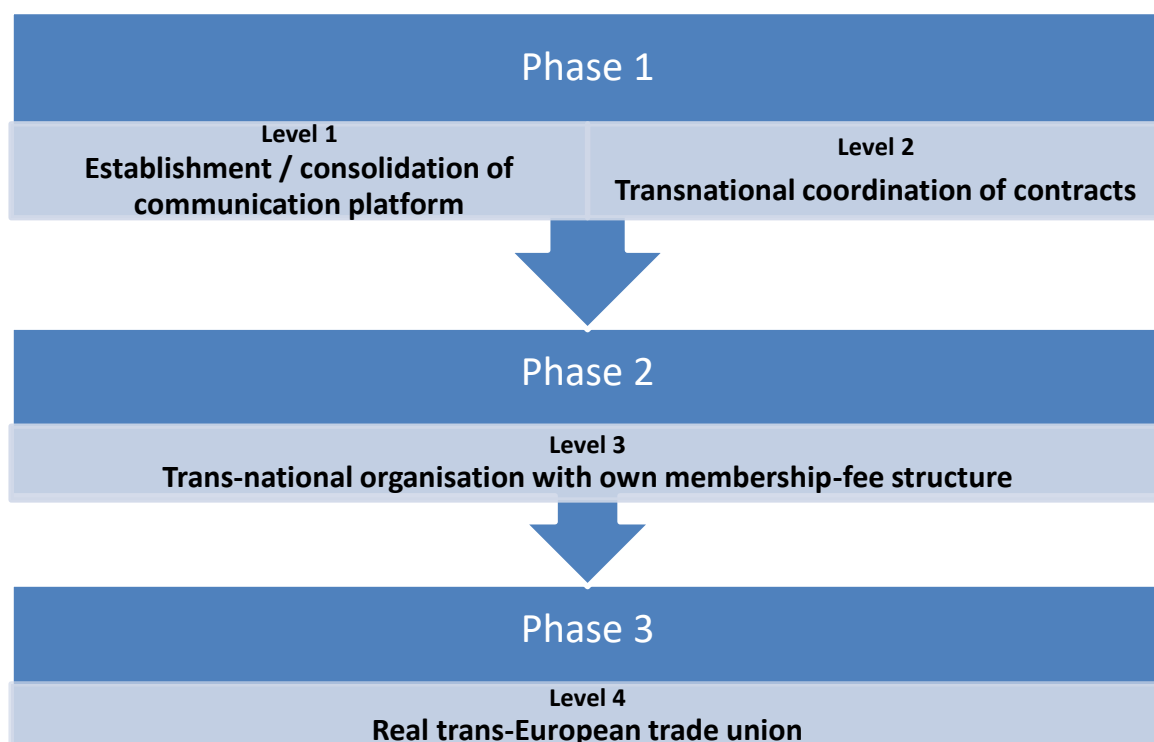 Phase 1
Level 1
Establishment / consolidation of
communication platform
Level 2
Transnational coordination of contracts
Phase 2
Level 3
Trans-national organisation with own membership-fee structure
Phase 3
Level 4
Real trans-European trade union